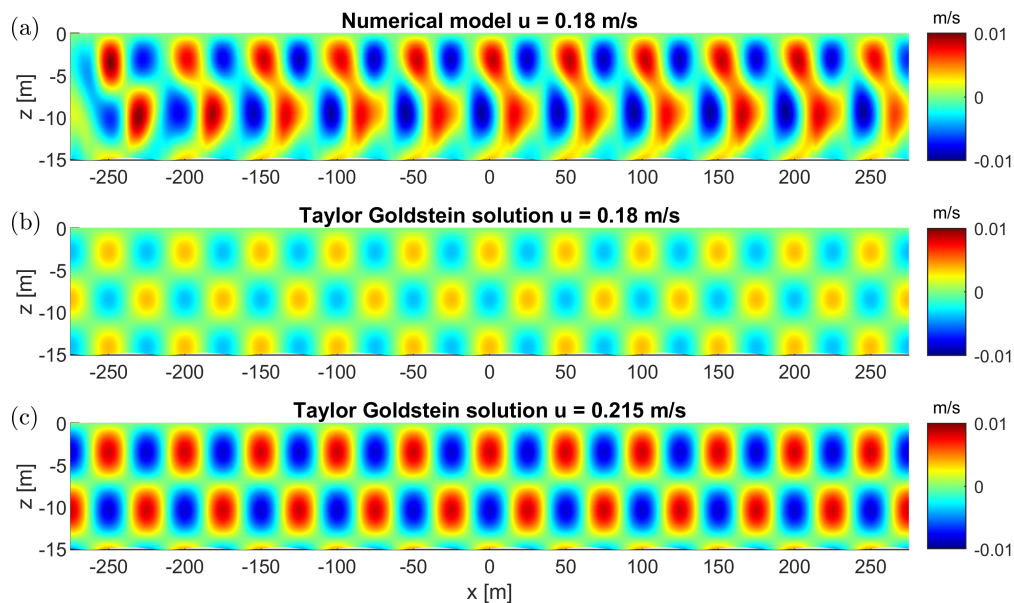 (a)
Numerical model u = 0.18 m/s
m/s
z [m]
0
-5
-10
-15
-250 -200 -150 -100 -50 0 50 100 150 200 250
0.01
0
-0.01
(b)
Taylor Goldstein solution u = 0.18 m/s
m/s
z [m]
0
-5
-10
-15
-250 -200 -150 -100 -50 0 50 100 150 200 250
0.01
0
-0.01
(c)
Taylor Goldstein solution u = 0.215 m/s
m/s
z [m]
0
-5
-10
-15
-250 -200 -150 -100 -50 0 50 100 150 200 250
x [m]
0.01
0
-0.01